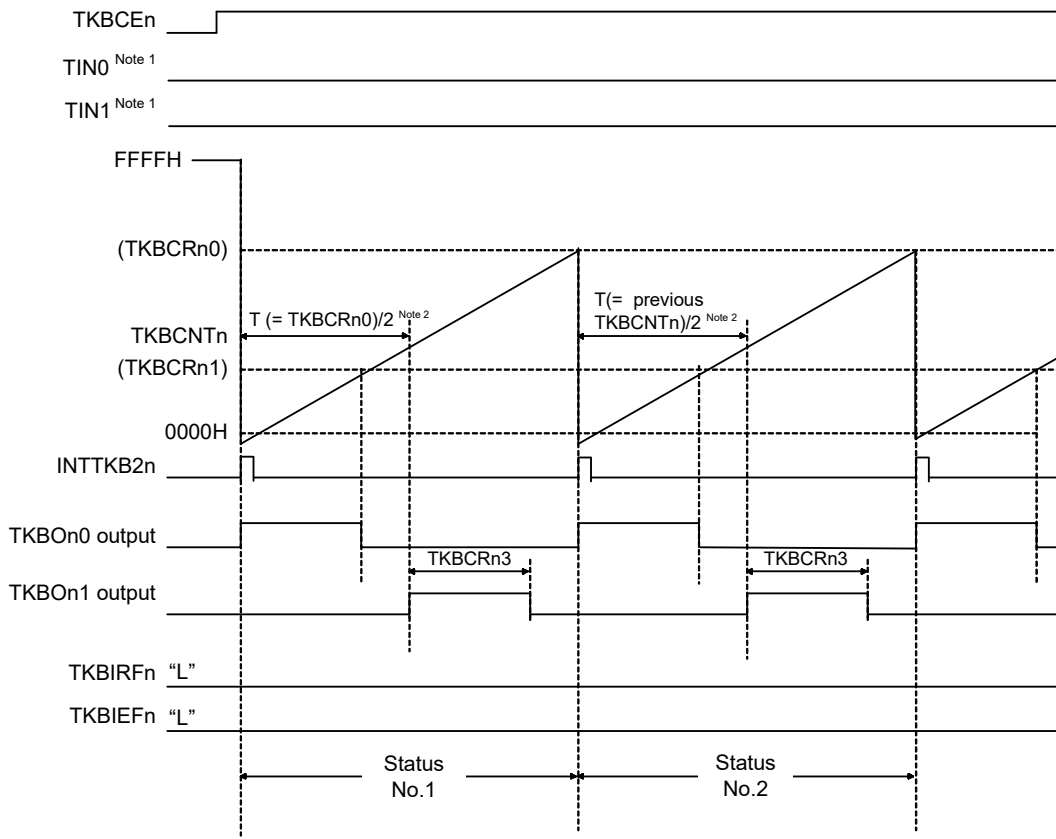 TKBCEn
TIN0 Note 1
TIN1 Note 1
FFFFH
(TKBCRn0)
T (= TKBCRn0)/2 Note 2
T(= previous
TKBCNTn)/2 Note 2
TKBCNTn
(TKBCRn1)
0000H
INTTKB2n
TKBOn0 output
TKBCRn3
TKBCRn3
TKBOn1 output
TKBIRFn “L”
TKBIEFn “L”
Status
No.1
Status
No.2